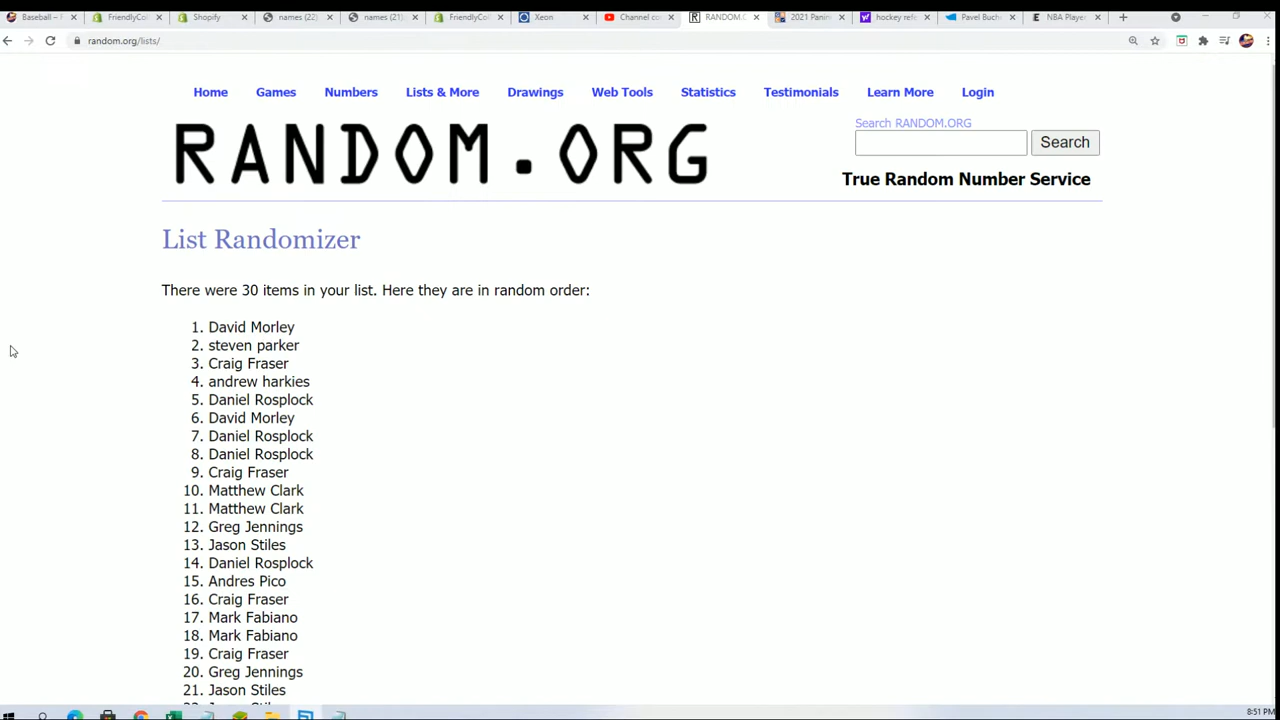 Baseball – F
FriendlyCol
Shopify
names (22)
names (21)
FriendlyCol
Xeon
Channel co
RANDOM.O
2021 Panin
hockey refe
Pavel Buch
NBA Playe
random.org/lists/
Home Games Numbers Lists & More Drawings Web Tools Statistics Testimonials Learn More Login
RANDOM.ORG
Search RANDOM.ORG
Search
True Random Number Service
List Randomizer
There were 30 items in your list. Here they are in random order:
1. David Morley
2. steven parker
3. Craig Fraser
4. andrew harkies
5. Daniel Rosplock
6. David Morley
7. Daniel Rosplock
8. Daniel Rosplock
9. Craig Fraser
10. Matthew Clark
11. Matthew Clark
12. Greg Jennings
13. Jason Stiles
14. Daniel Rosplock
15. Andres Pico
16. Craig Fraser
17. Mark Fabiano
18. Mark Fabiano
19. Craig Fraser
20. Greg Jennings
21. Jason Stiles
8:51 PM